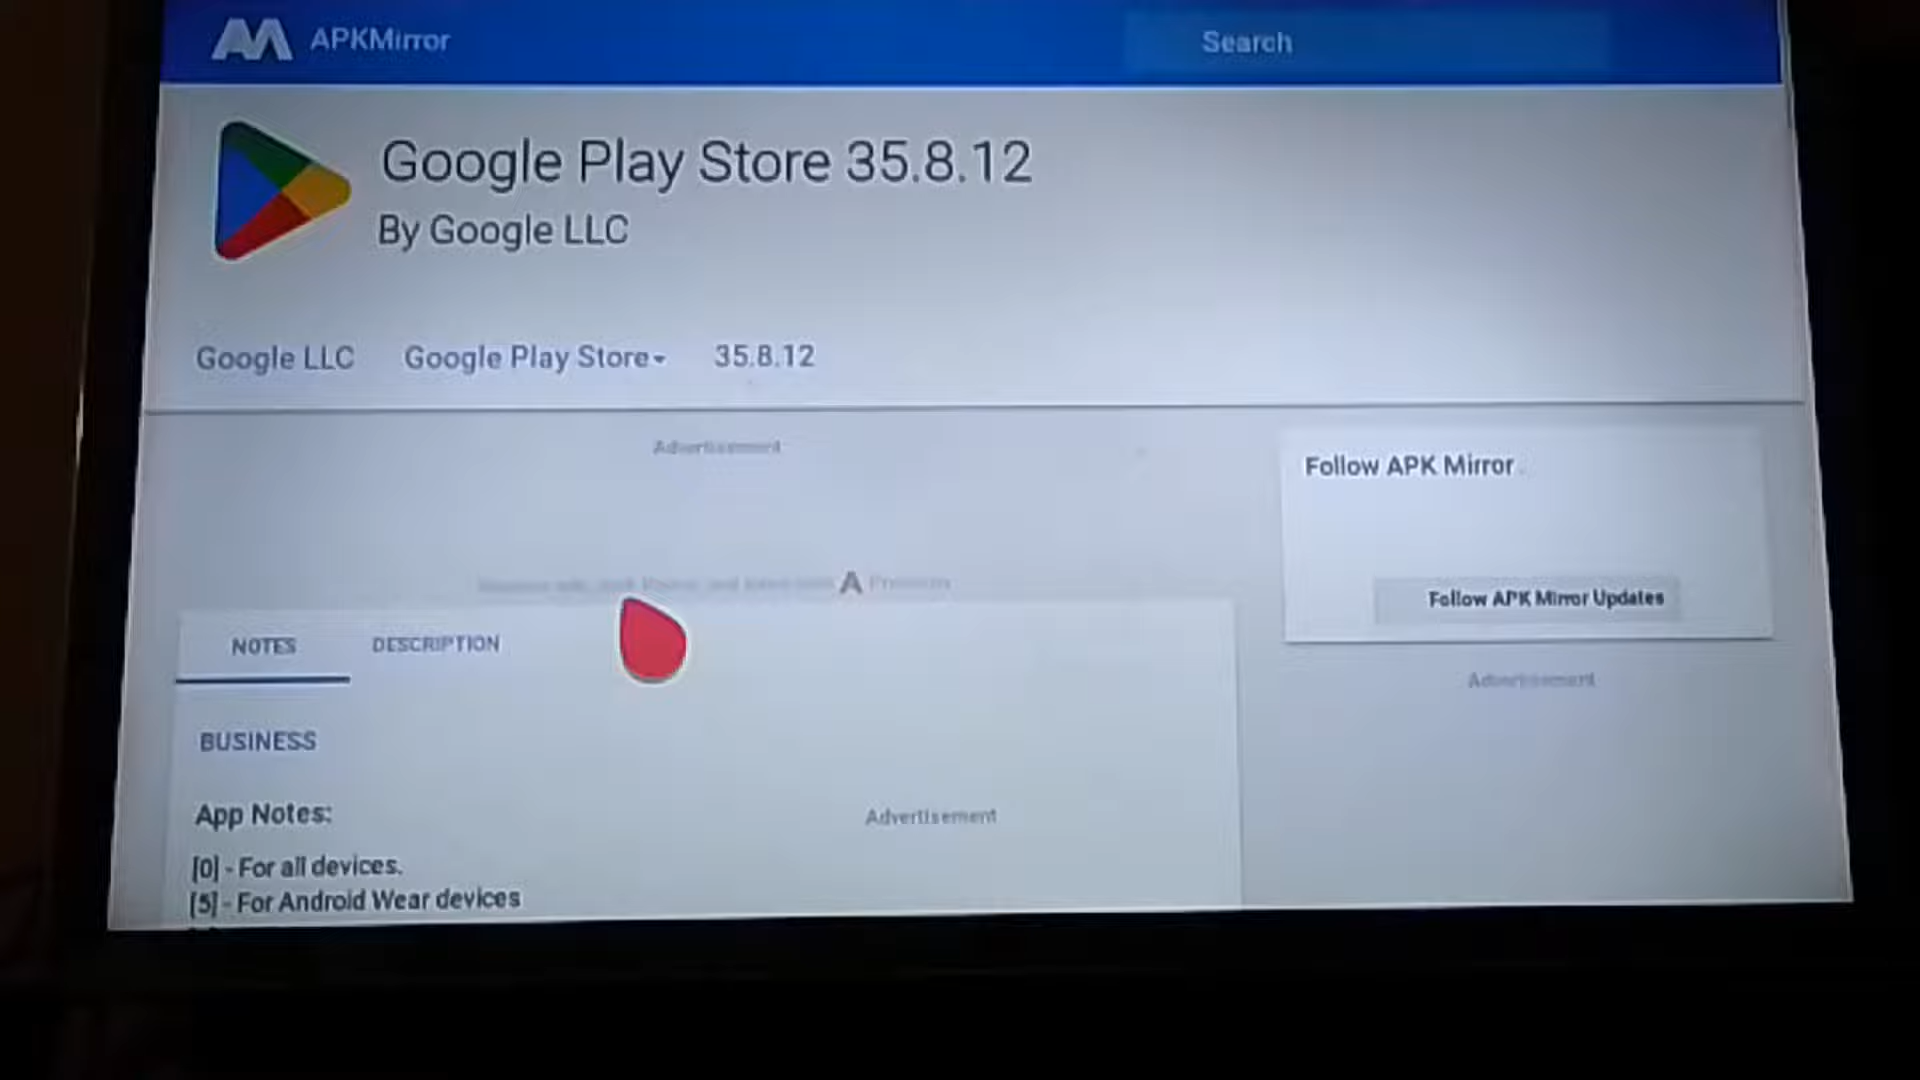 APKMirror
Search
Google Play Store 35.8.12
By Google LLC
Google LLC
Google Play Store
35.8.12
Advertisement
Follow APK Mirror
Follow APK Mirror Updates
Advertisement
NOTES
DESCRIPTION
BUSINESS
App Notes:
Advertisement
[0] - For all devices.
[5] - For Android Wear devices